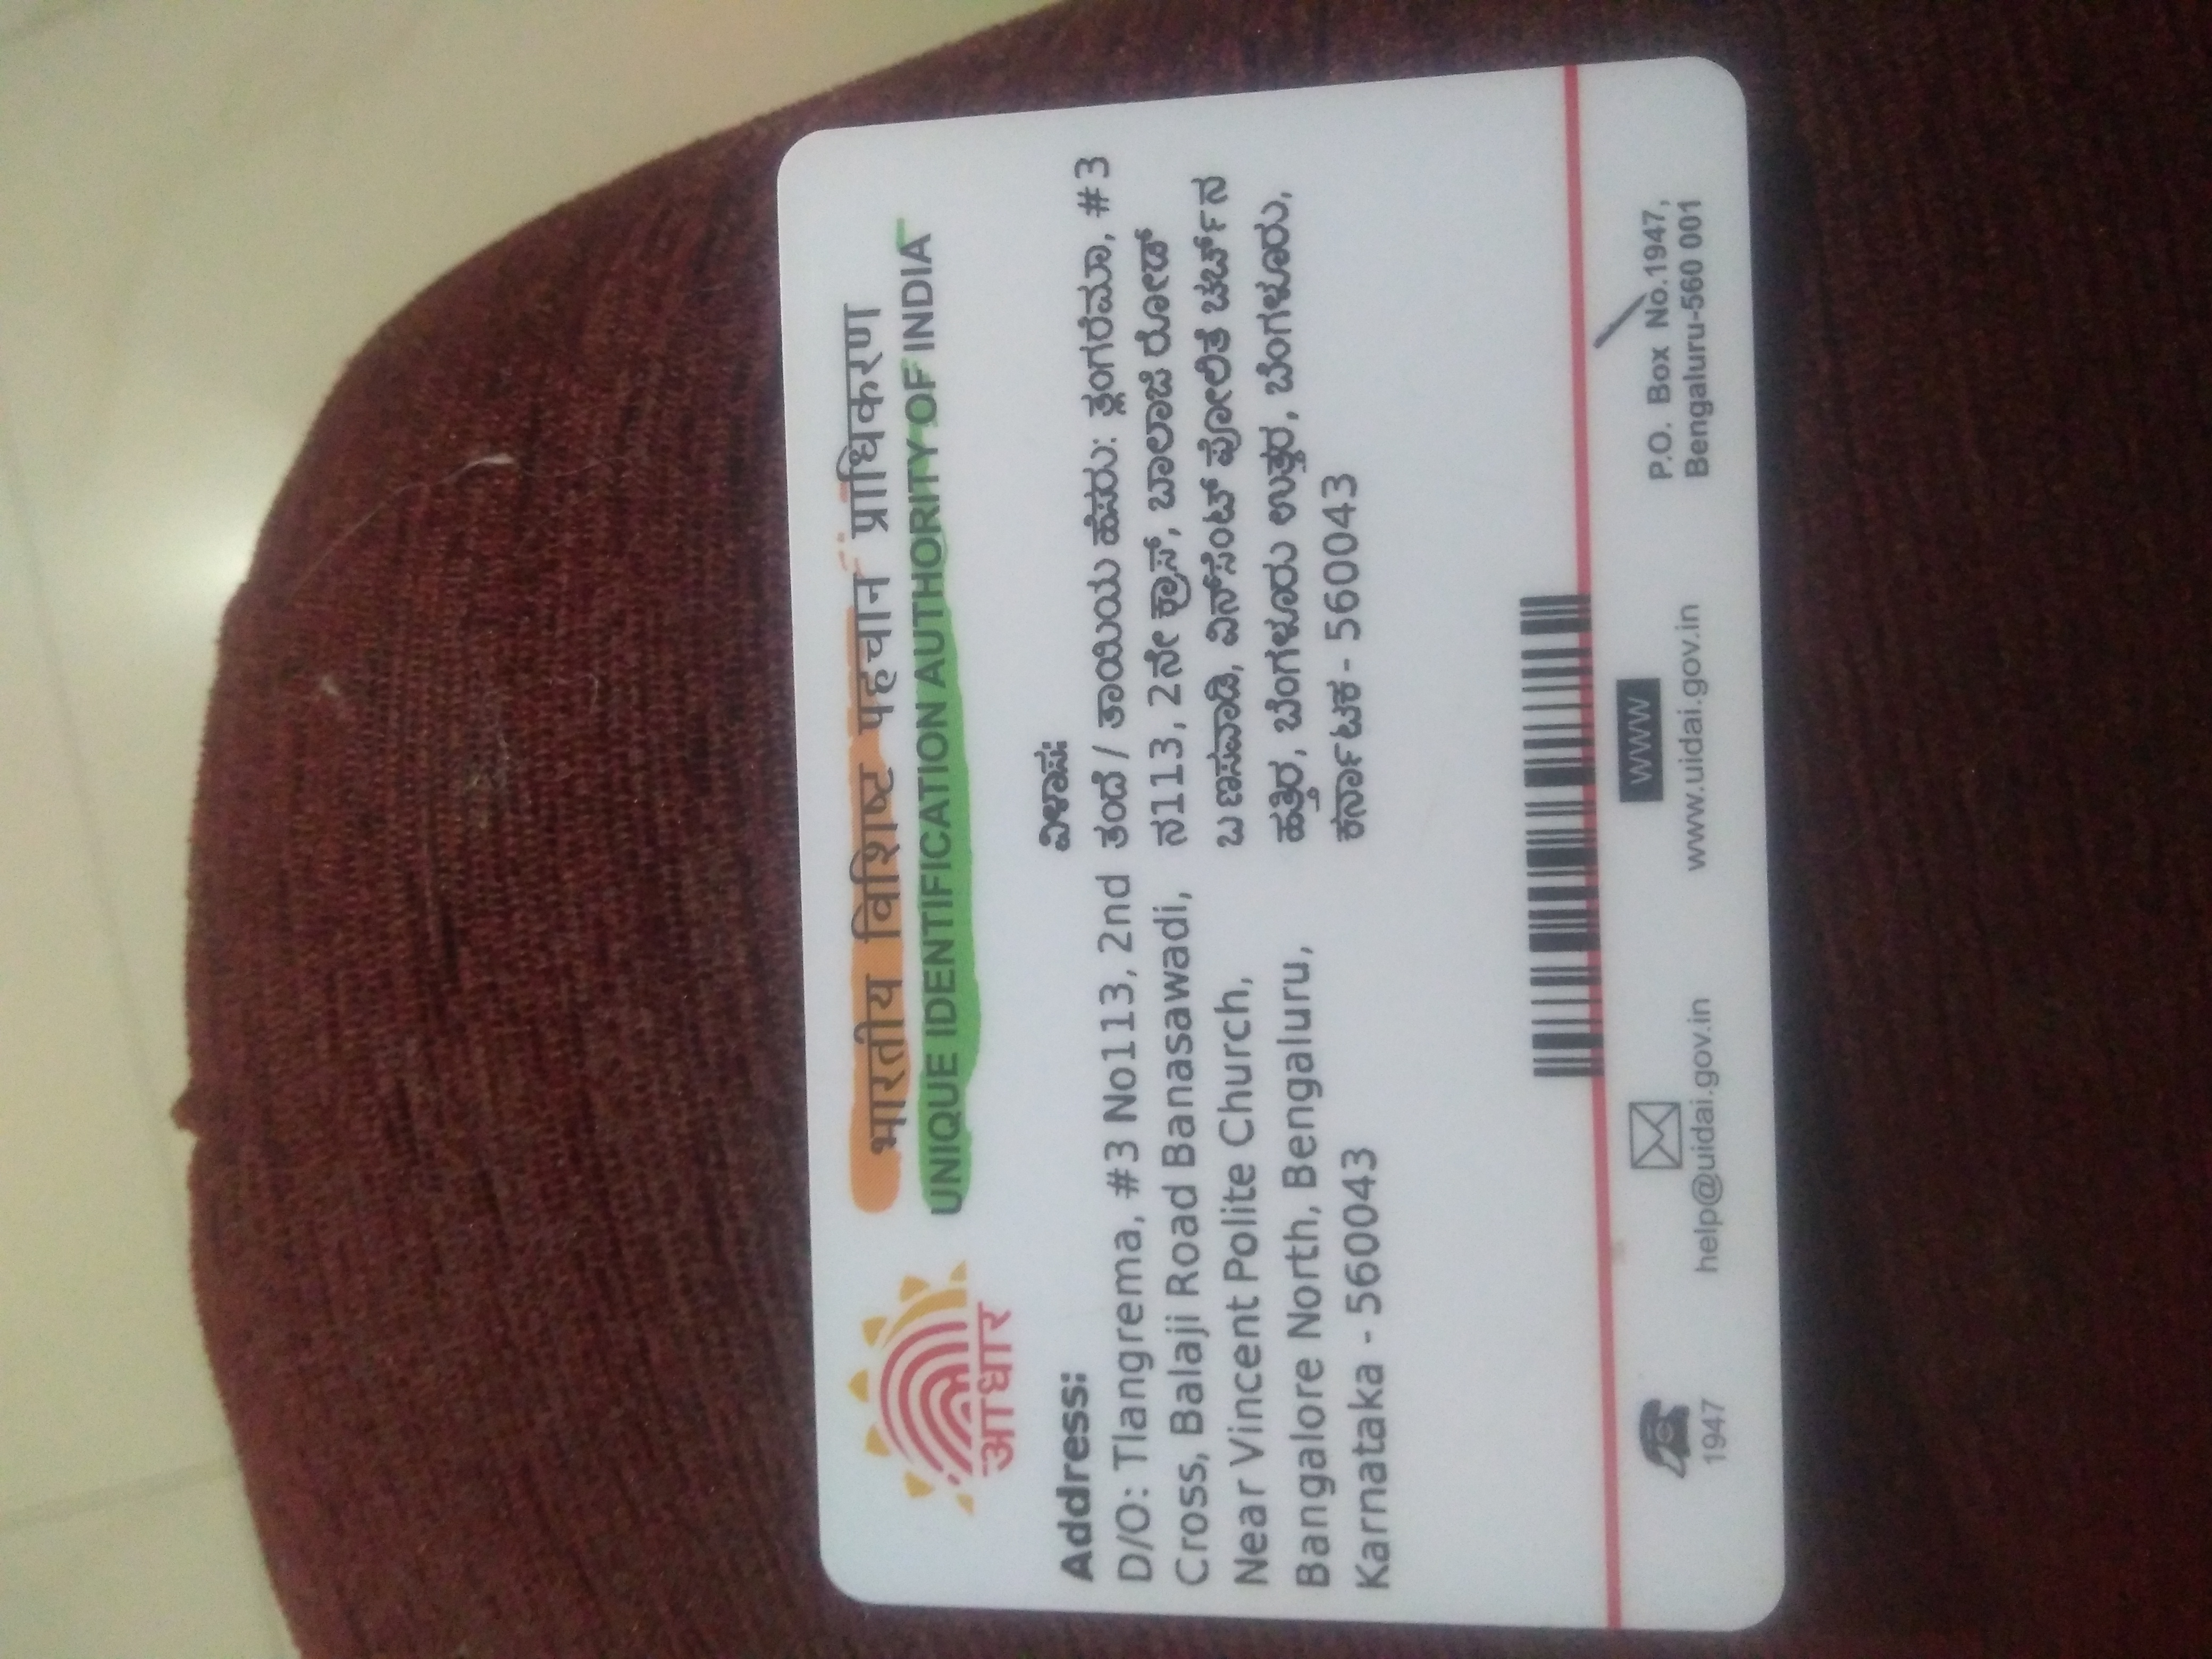 भारतीय विशिष्ट पहचान प्राधिकरण
UNIQUE IDENTIFICATION AUTHORITY OF INDIA
आधार
Address:
D/O: Tlangrema, #3 No113, 2nd
Cross, Balaji Road Banasawadi,
Near Vincent Polite Church,
Bangalore North, Bengaluru,
Karnataka - 560043
ವಿಳಾಸ:
ತಂದೆ / ತಾಯಿಯ ಹೆಸರು: ತ್ಲಂಗರೆಮಾ, #3
ನ113, 2ನೇ ಕ್ರಾಸ್, ಬಾಲಾಜಿ ರೋಡ್
ಬಣಸವಾಡಿ, ವಿನ್ಸೆಂಟ್ ಪೋಲಿತೆ ಚರ್ಚ್‌ನ
ಹತ್ತಿರ, ಬೆಂಗಳೂರು ಉತ್ತರ, ಬೆಂಗಳೂರು,
ಕರ್ನಾಟಕ - 560043
1947
help@uidai.gov.in
WWW
www.uidai.gov.in
P.O. Box No.1947,
Bengaluru-560 001